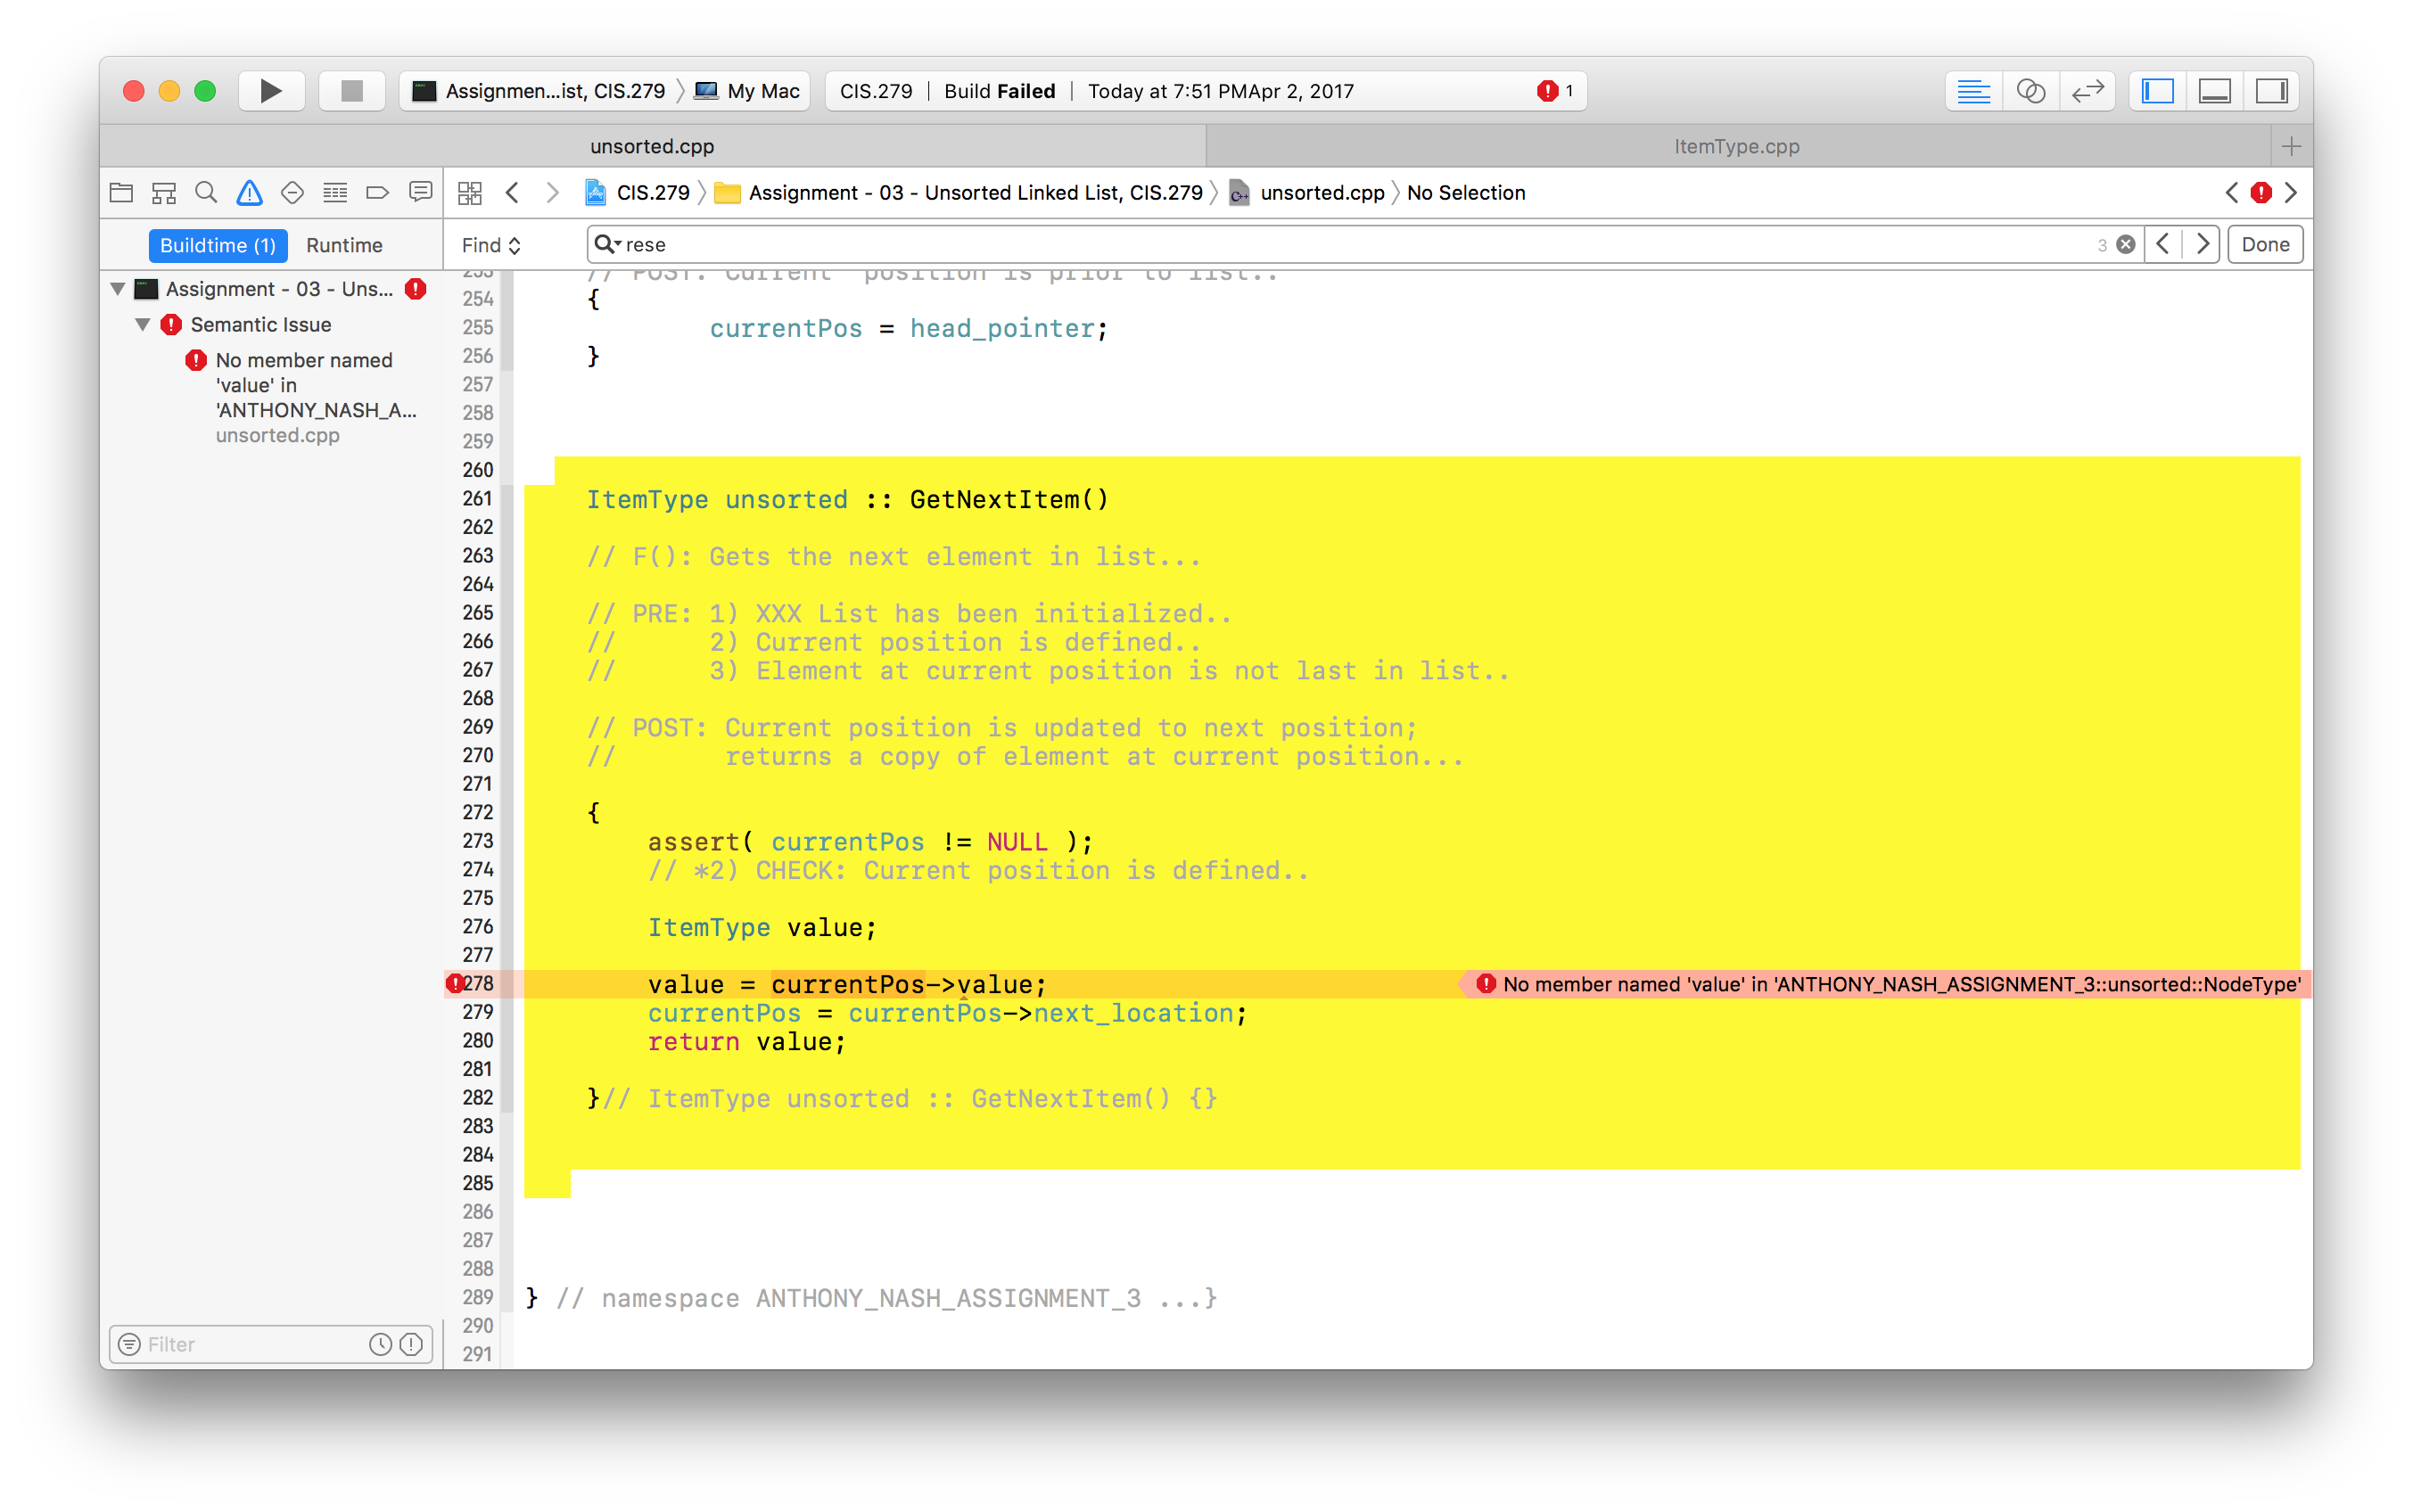 Assignmen...ist, CIS.279 〉 My Mac
CIS.279 | Build Failed | Today at 7:51 PMApr 2, 2017
1
unsorted.cpp
ItemType.cpp
CIS.279 〉 Assignment - 03 - Unsorted Linked List, CIS.279 〉 unsorted.cpp 〉 No Selection
Buildtime (1) Runtime
Find
rese
3
Done
Assignment - 03 - Uns...
Semantic Issue
No member named
'value' in
'ANTHONY_NASH_A...
unsorted.cpp
Filter
253 // POST: Current  position is prior to list..
254 {
255 currentPos = head_pointer;
256 }
257
258
259
260
261 ItemType unsorted :: GetNextItem()
262
263 // F(): Gets the next element in list...
264
265 // PRE: 1) XXX List has been initialized..
266 //      2) Current position is defined..
267 //      3) Element at current position is not last in list..
268
269 // POST: Current position is updated to next position;
270 //       returns a copy of element at current position...
271
272 {
273 assert( currentPos != NULL );
274 // *2) CHECK: Current position is defined..
275
276 ItemType value;
277
278 value = currentPos->value; No member named 'value' in 'ANTHONY_NASH_ASSIGNMENT_3::unsorted::NodeType'
279 currentPos = currentPos->next_location;
280 return value;
281
282 }// ItemType unsorted :: GetNextItem() {}
283
284
285
286
287
288
289 } // namespace ANTHONY_NASH_ASSIGNMENT_3 ...}
290
291